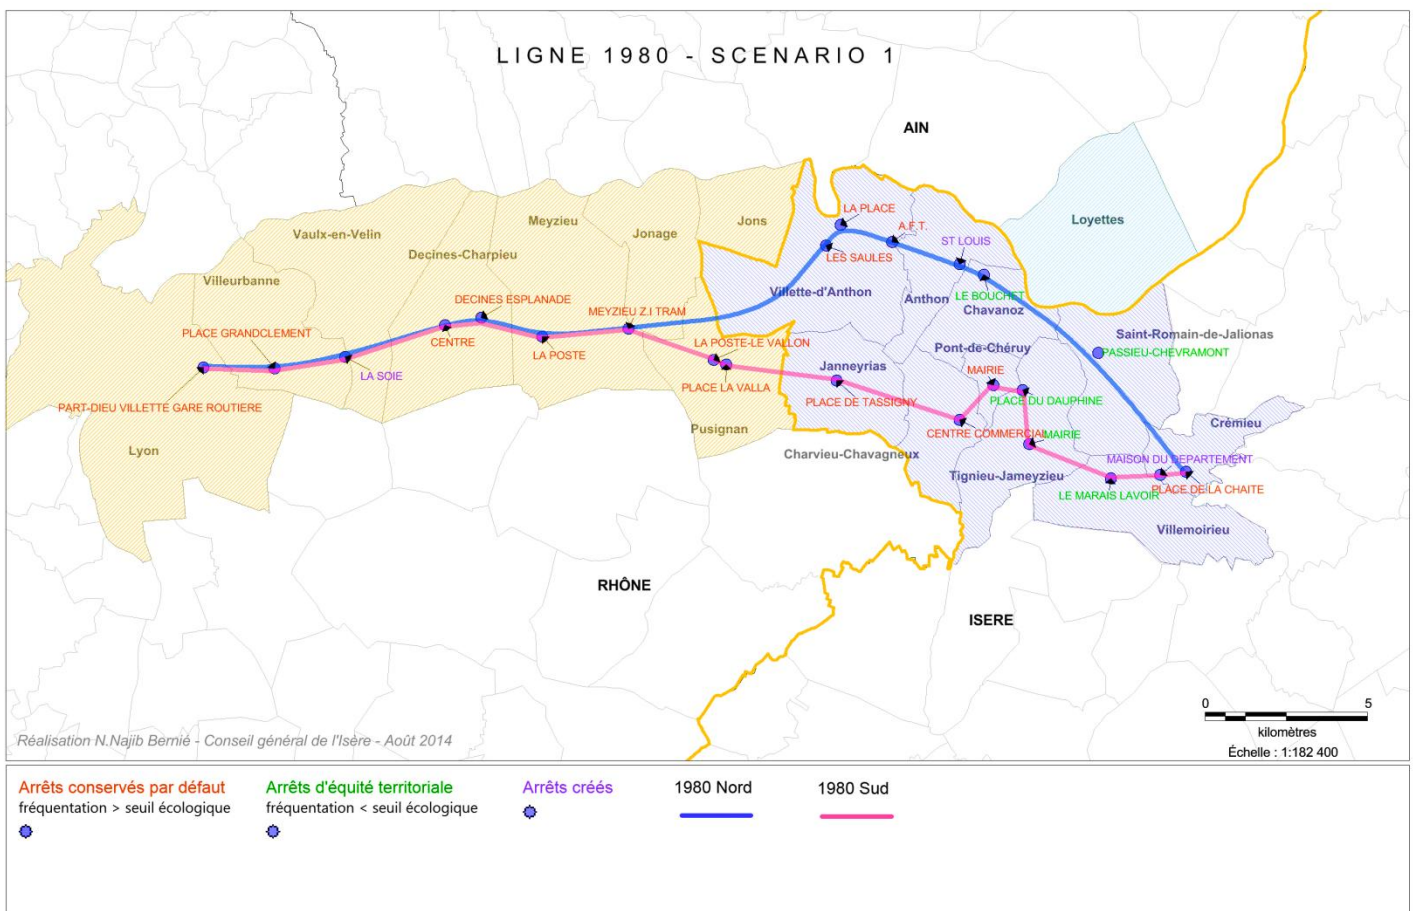 LIGNE 1980 - SCENARIO 1
AIN
LA PLACE
Loyettes
Meyzieu
Jons
A.F.T.
Vaulx-en-Velin
Jonage
ST LOUIS
Decines-Charpieu
LES SAULES
Villeurbanne
Villette-d'Anthon
LE BOUCHET
Anthon
DECINES ESPLANADE
Chavanoz
MEYZIEU Z.I TRAM
PLACE GRANDCLEMENT
Saint-Romain-de-Jalionas
CENTRE
LA POSTE-LE VALLON
Pont-de-Chéruy
LA POSTE
PASSIEU-CHEVRAMONT
Janneyrias
MAIRIE
LA SOIE
PLACE LA VALLA
PLACE DE TASSIGNY
PLACE DU DAUPHINE
PART-DIEU VILLETTE GARE ROUTIERE
Crémieu
Pusignan
CENTRE COMMERCIAL
MAIRIE
Lyon
Charvieu-Chavagneux
MAISON DU DEPARTEMENT
Tignieu-Jameyzieu
PLACE DE LA CHAITE
LE MARAIS LAVOIR
Villemoirieu
RHÔNE
ISERE
0 5
kilomètres
Échelle : 1:182 400
Réalisation N.Najib Bernié - Conseil général de l'Isère - Août 2014
Arrêts conservés par défaut
fréquentation > seuil écologique
Arrêts d'équité territoriale
fréquentation < seuil écologique
Arrêts créés
1980 Nord
1980 Sud